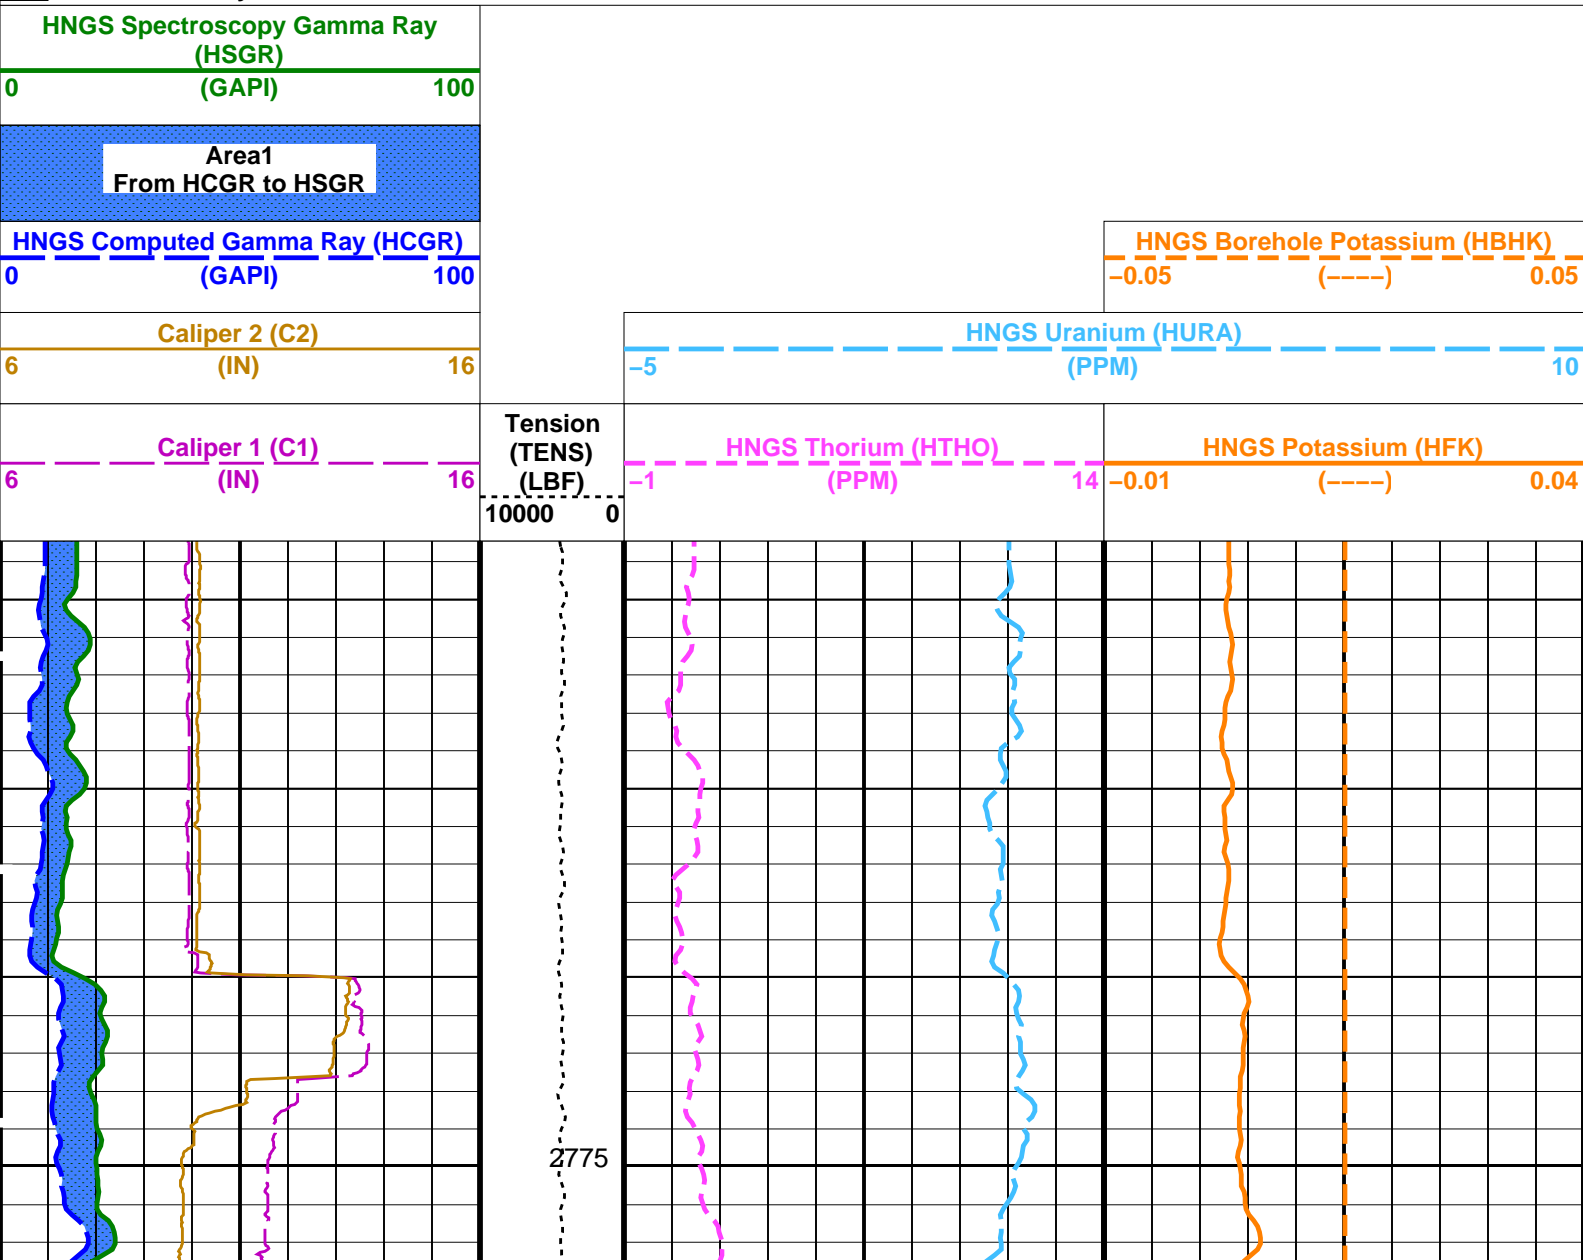 HNGS Spectroscopy Gamma Ray
(HSGR)
0 (GAPI) 100
Area1
From HCGR to HSGR
HNGS Computed Gamma Ray (HCGR)
0 (GAPI) 100
HNGS Borehole Potassium (HBHK)
−0.05 (−−−−) 0.05
Caliper 2 (C2)
6 (IN) 16
HNGS Uranium (HURA)
−5 (PPM) 10
Caliper 1 (C1)
6 (IN) 16
Tension
(TENS)
(LBF)
10000 0
HNGS Thorium (HTHO)
−1 (PPM) 14
HNGS Potassium (HFK)
−0.01 (−−−−) 0.04
2775